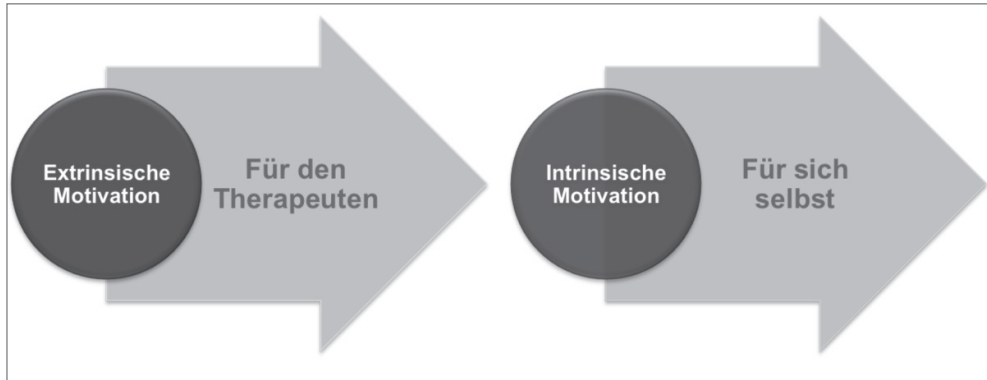 Extrinsische
Motivation
Für den
Therapeuten
Intrinsische
Motivation
Für sich
selbst